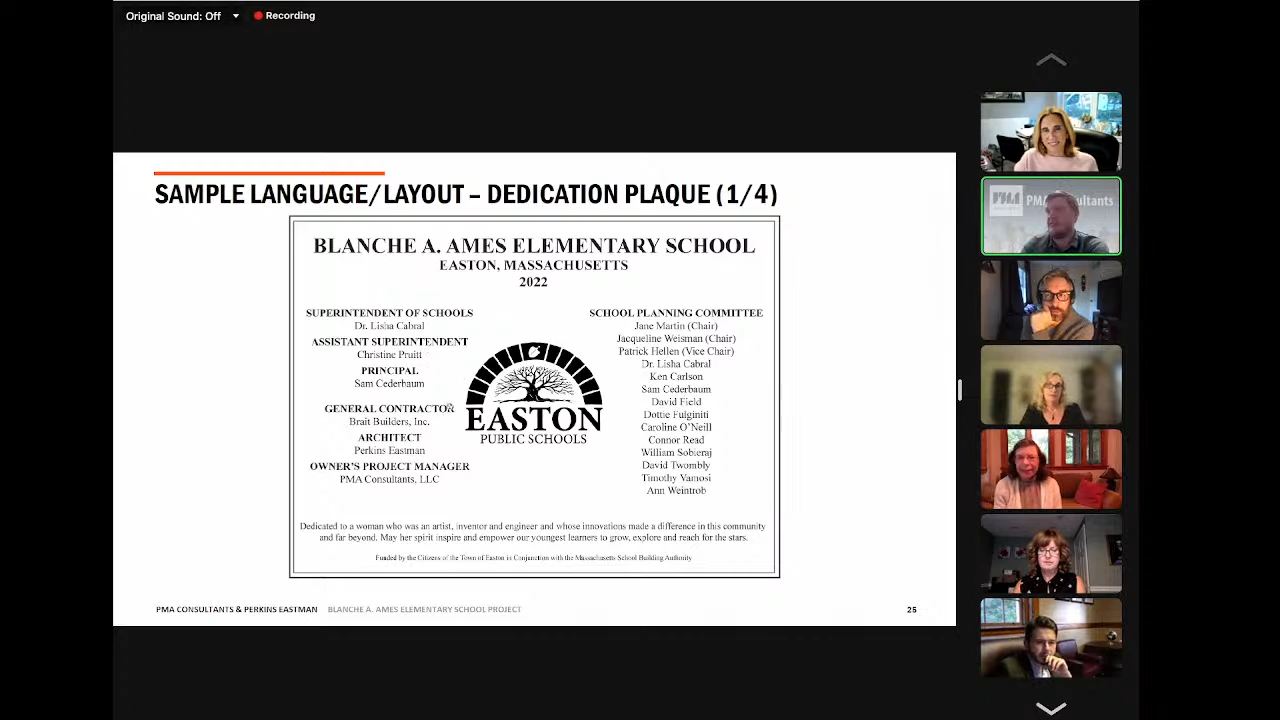 Original Sound: Off
Recording
PMA Consultants
SAMPLE LANGUAGE/LAYOUT – DEDICATION PLAQUE (1/4)
BLANCHE A. AMES ELEMENTARY SCHOOL
EASTON, MASSACHUSETTS
2022
SUPERINTENDENT OF SCHOOLS
Dr. Lisha Cabral
ASSISTANT SUPERINTENDENT
Christine Pruitt
PRINCIPAL
Sam Cederbaum
GENERAL CONTRACTOR
Brait Builders, Inc.
ARCHITECT
Perkins Eastman
OWNER'S PROJECT MANAGER
PMA Consultants, LLC
EASTON
PUBLIC SCHOOLS
SCHOOL PLANNING COMMITTEE
Jane Martin (Chair)
Jacqueline Weisman (Chair)
Patrick Hellen (Vice Chair)
Dr. Lisha Cabral
Ken Carlson
Sam Cederbaum
David Field
Dottie Fulginiti
Caroline O'Neill
Connor Read
William Sobieraj
David Twombly
Timothy Vamosi
Ann Weintrob
Dedicated to a woman who was an artist, inventor and engineer and whose innovations made a difference in this community
and far beyond. May her spirit inspire and empower our youngest learners to grow, explore and reach for the stars.
Funded by the Citizens of the Town of Easton in Conjunction with the Massachusetts School Building Authority
PMA CONSULTANTS & PERKINS EASTMAN BLANCHE A. AMES ELEMENTARY SCHOOL PROJECT 25